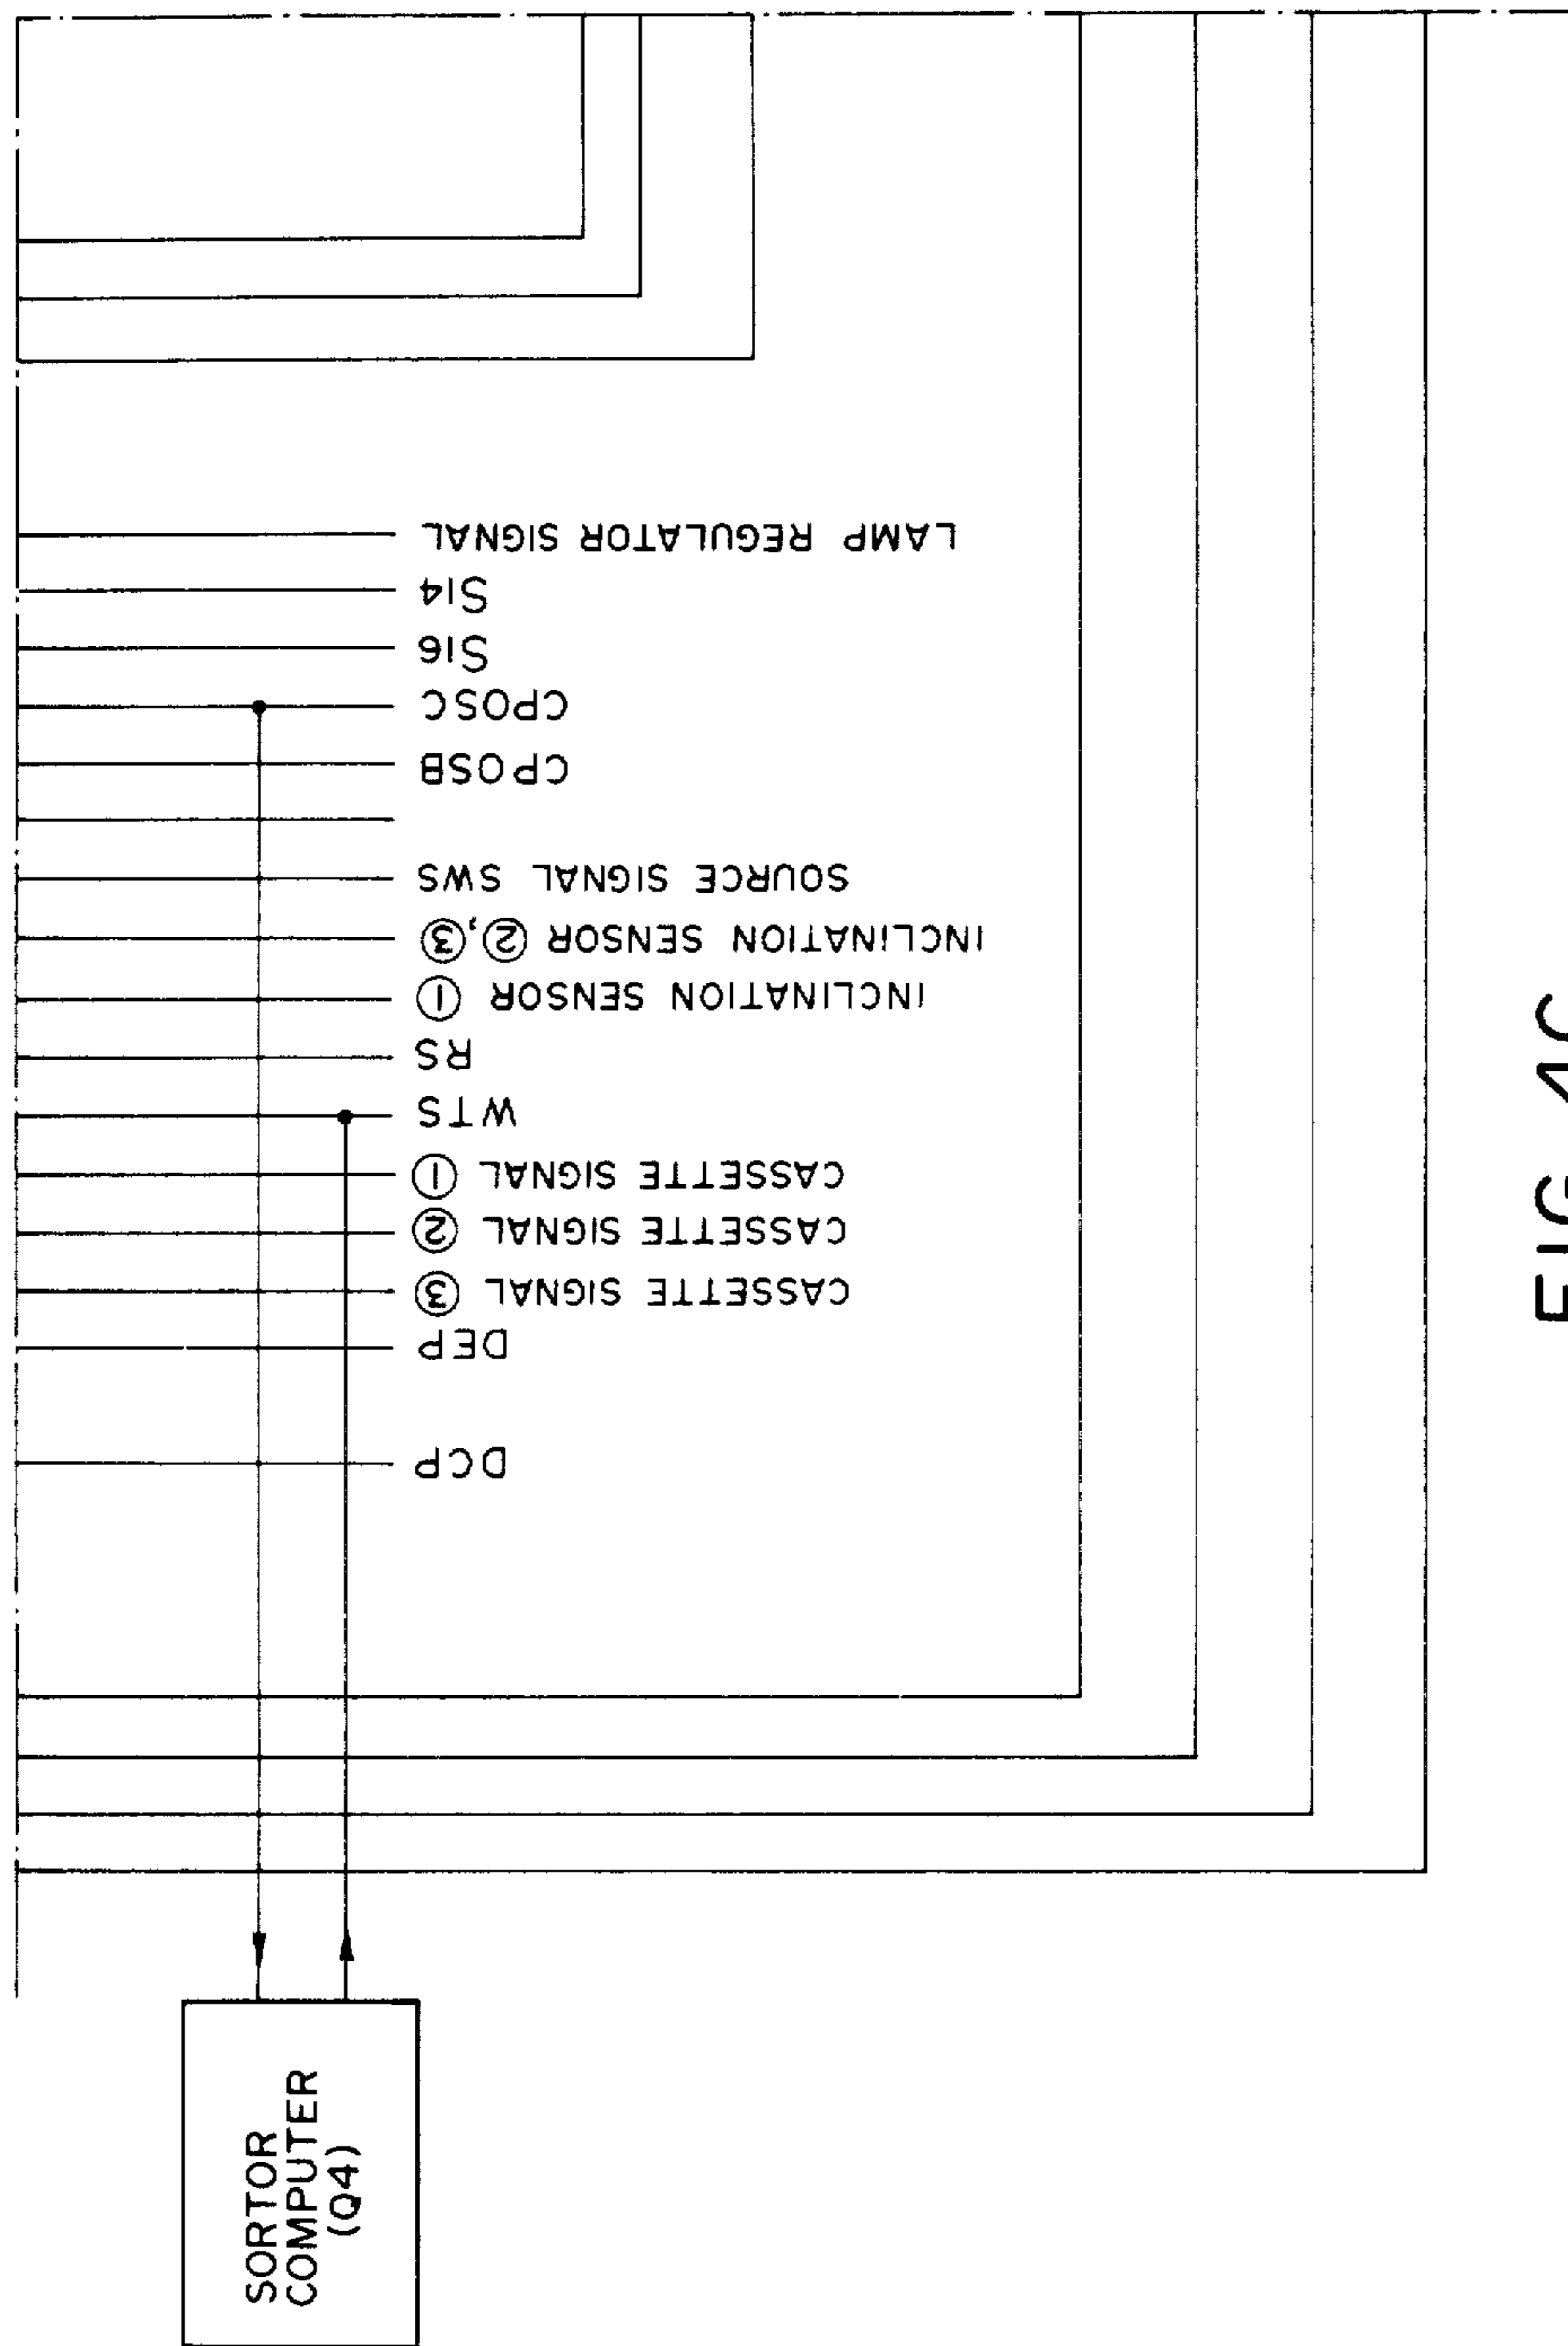 LAMP REGULATOR SIGNAL
S14
S16
CPOSC
CPOSB
SOURCE SIGNAL SWS
INCLINATION SENSOR ②,③
INCLINATION SENSOR ①
RS
WTS
CASSETTE SIGNAL ①
CASSETTE SIGNAL ②
CASSETTE SIGNAL ③
DEP
DCP
SORTOR
COMPUTER
(Q4)
FIG. 4C